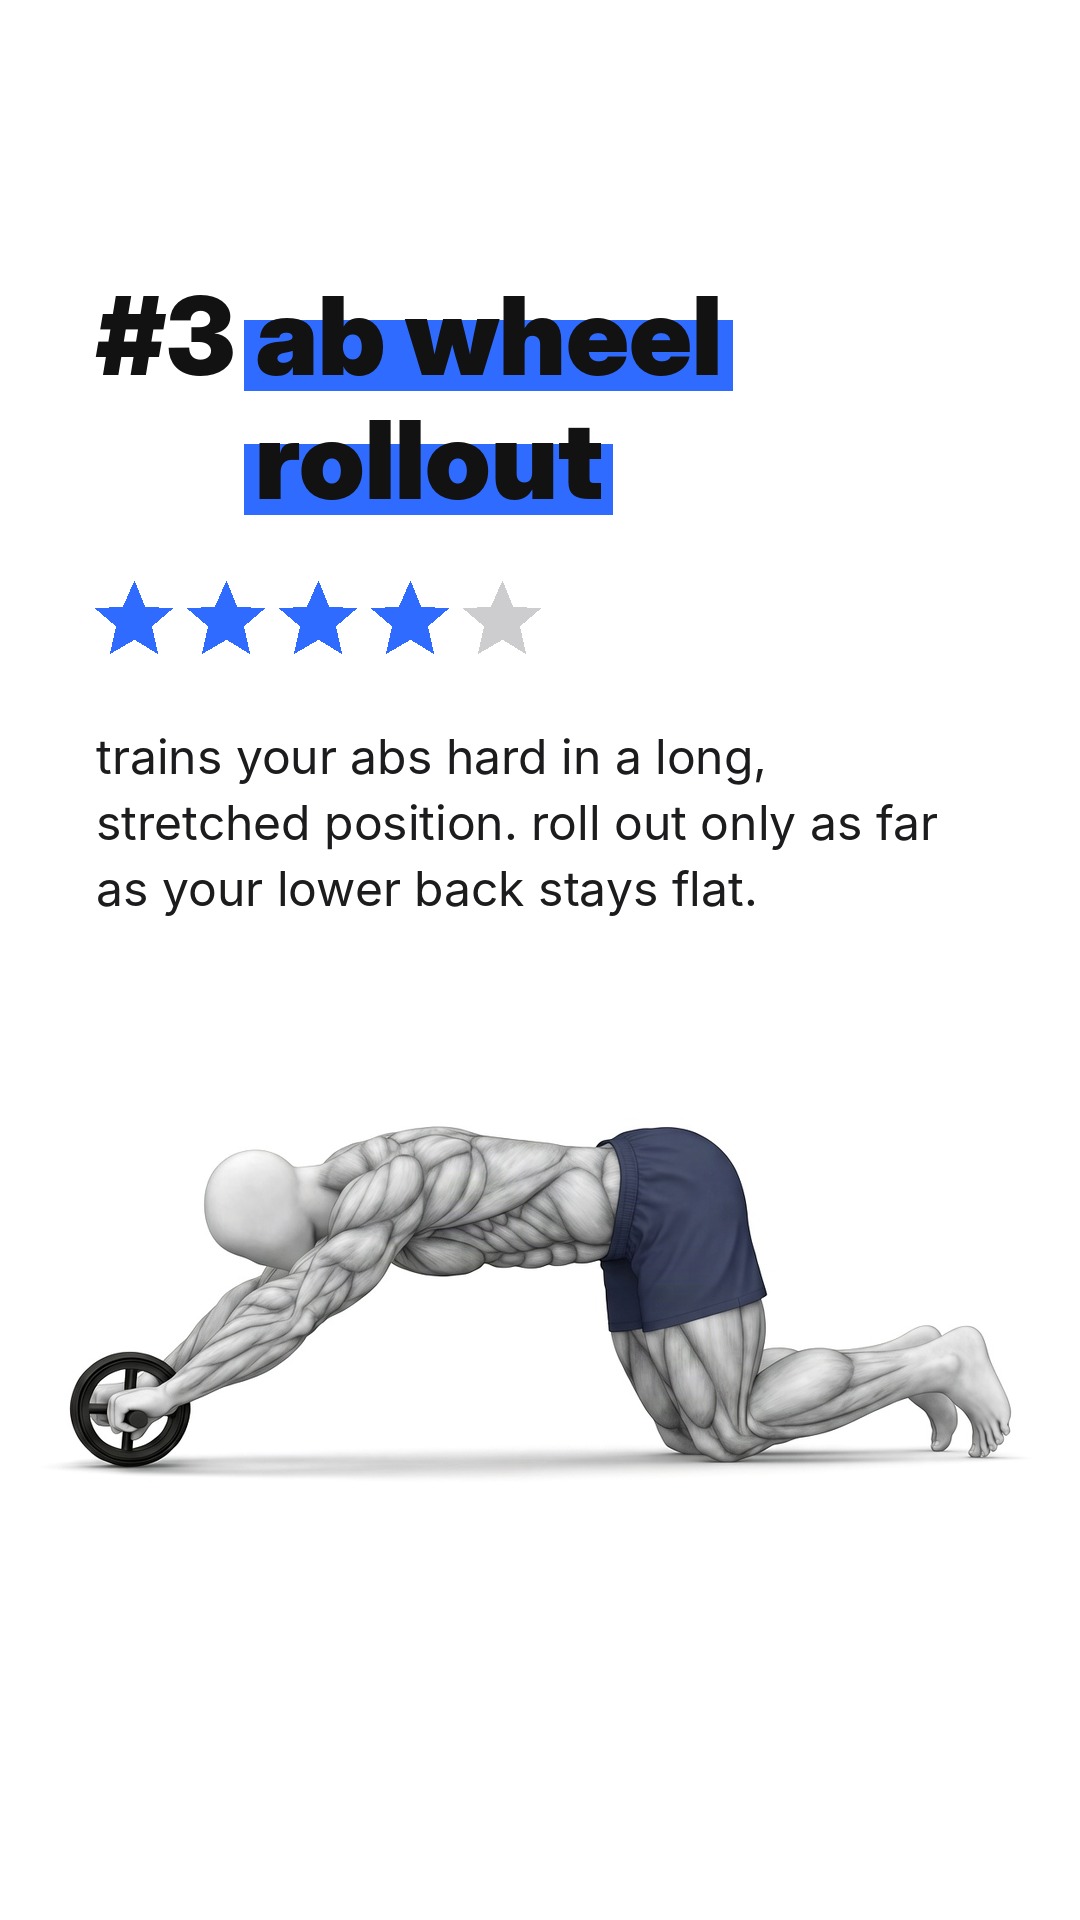 #3 ab wheel
rollout
trains your abs hard in a long,
stretched position. roll out only as far
as your lower back stays flat.